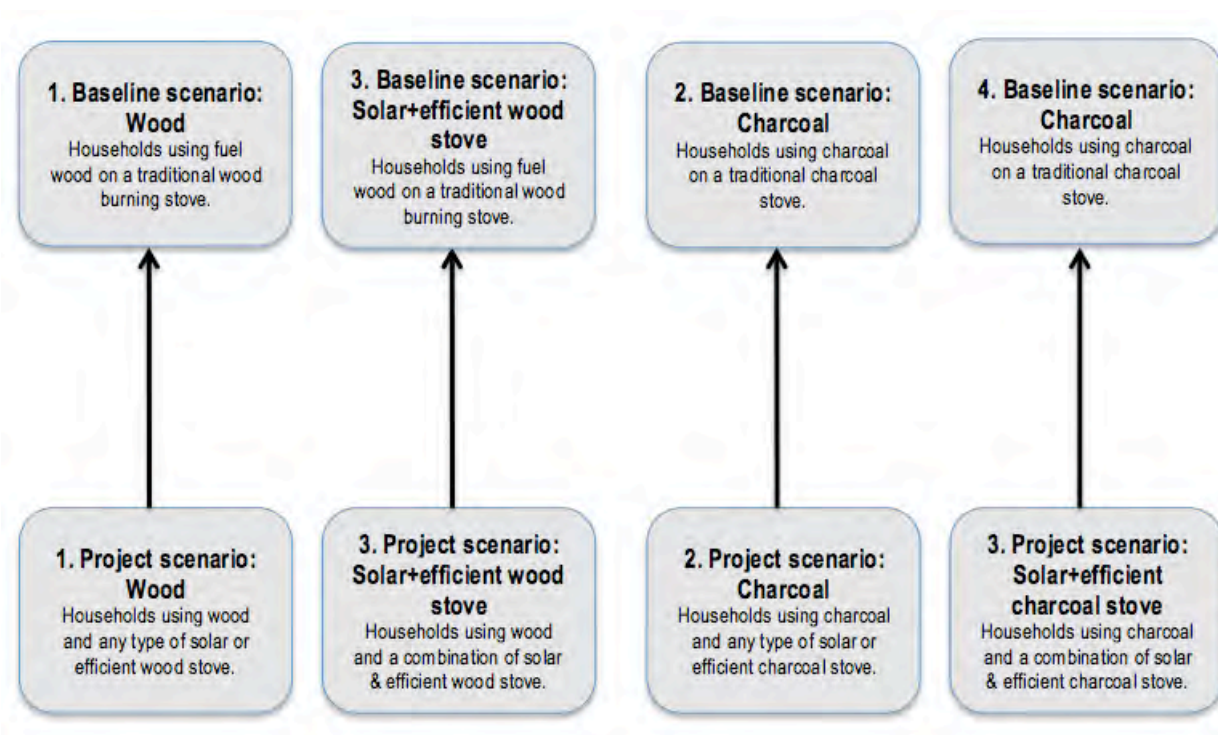 1. Baseline scenario:
Wood
Households using fuel
wood on a traditional wood
burning stove.
3. Baseline scenario:
Solar+efficient wood
stove
Households using fuel
wood on a traditional wood
burning stove.
2. Baseline scenario:
Charcoal
Households using charcoal
on a traditional charcoal
stove.
4. Baseline scenario:
Charcoal
Households using charcoal
on a traditional charcoal
stove.
1. Project scenario:
Wood
Households using wood
and any type of solar or
efficient wood stove.
3. Project scenario:
Solar+efficient wood
stove
Households using wood
and a combination of solar
& efficient wood stove.
2. Project scenario:
Charcoal
Households using charcoal
and any type of solar or
efficient charcoal stove.
3. Project scenario:
Solar+efficient
charcoal stove
Households using charcoal
and a combination of solar
& efficient charcoal stove.